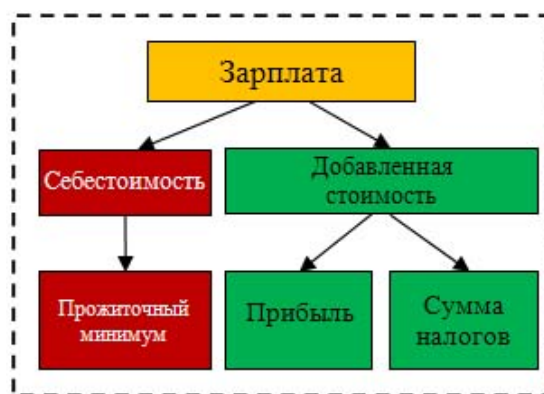 Зарплата
Себестоимость
Добавленная
стоимость
Прожиточный
минимум
Прибыль
Сумма
налогов